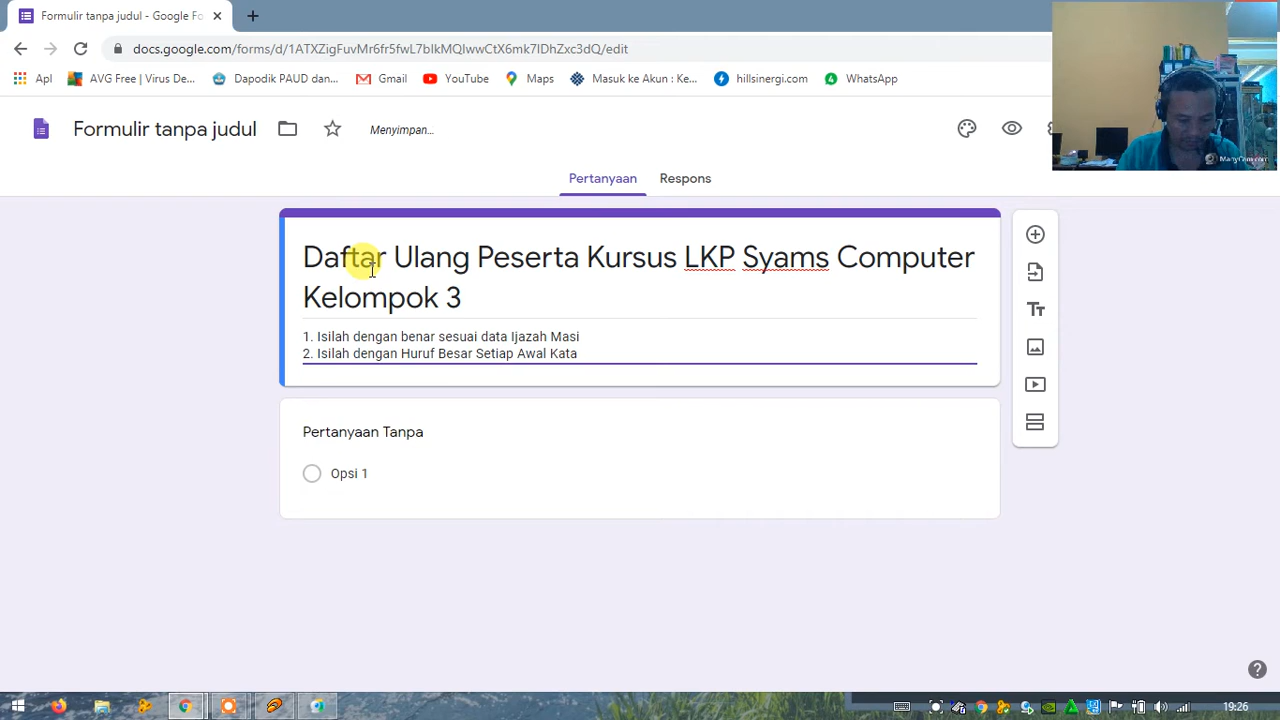 Formulir tanpa judul - Google Fo
docs.google.com/forms/d/1ATXZigFuvMr6fr5fwL7blkMQIwwCtX6mk7IDhZxc3dQ/edit
Apl
AVG Free | Virus De...
Dapodik PAUD dan...
Gmail
YouTube
Maps
Masuk ke Akun : Ke...
hillsinergi.com
WhatsApp
Formulir tanpa judul
Menyimpan...
ManyCam.com
Pertanyaan
Respons
Daftar Ulang Peserta Kursus LKP Syams Computer
Kelompok 3
1. Isilah dengan benar sesuai data Ijazah Masi
2. Isilah dengan Huruf Besar Setiap Awal Kata
Pertanyaan Tanpa
Opsi 1
19:26